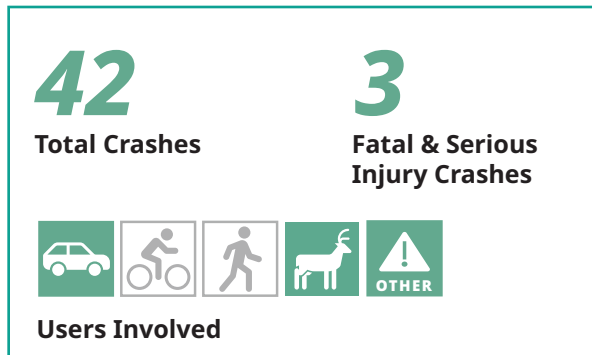 42
Total Crashes
3
Fatal & Serious
Injury Crashes
OTHER
Users Involved